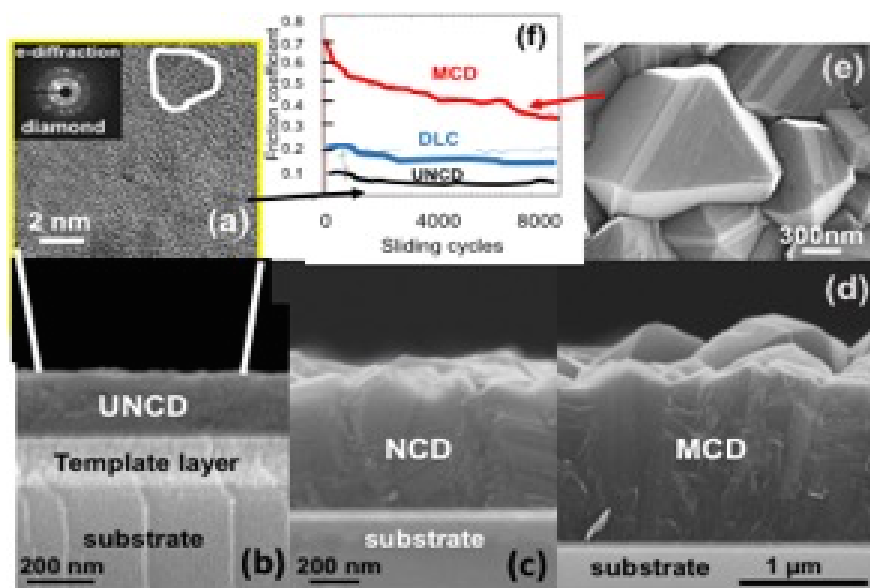 e-diffraction
diamond
(a)
2 nm
0.8
0.7
0.6
0.5
0.4
0.3
0.2
0.1
Friction coefficient
(f)
MCD
DLC
UNCD
0
4000
8000
Sliding cycles
(e)
300nm
UNCD
Template layer
substrate
200 nm
(b)
NCD
substrate
200 nm
(c)
(d)
MCD
substrate
1 µm